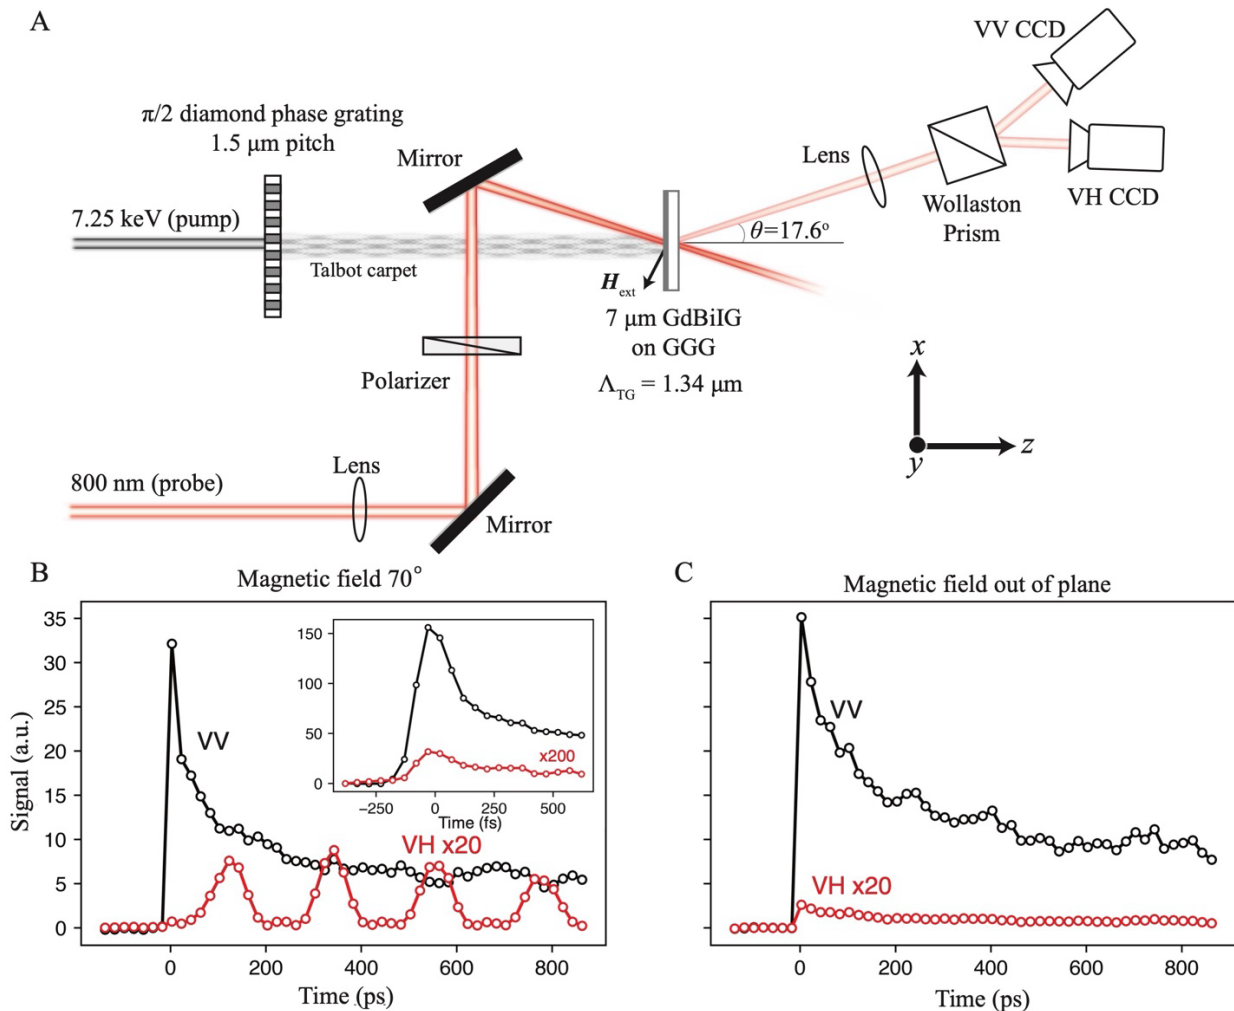 A
π/2 diamond phase grating
1.5 μm pitch
7.25 keV (pump)
Talbot carpet
Mirror
Polarizer
800 nm (probe)
Lens
Mirror
H_ext
7 μm GdBiIG
on GGG
Λ_TG = 1.34 μm
θ=17.6°
Lens
Wollaston
Prism
VV CCD
VH CCD
x
y
z
B
Magnetic field 70°
Signal (a.u.)
35
30
25
20
15
10
5
0
VV
VH x20
0
200
400
600
800
Time (ps)
150
100
50
0
x200
−250
0
250
500
Time (fs)
C
Magnetic field out of plane
VV
VH x20
0
200
400
600
800
Time (ps)